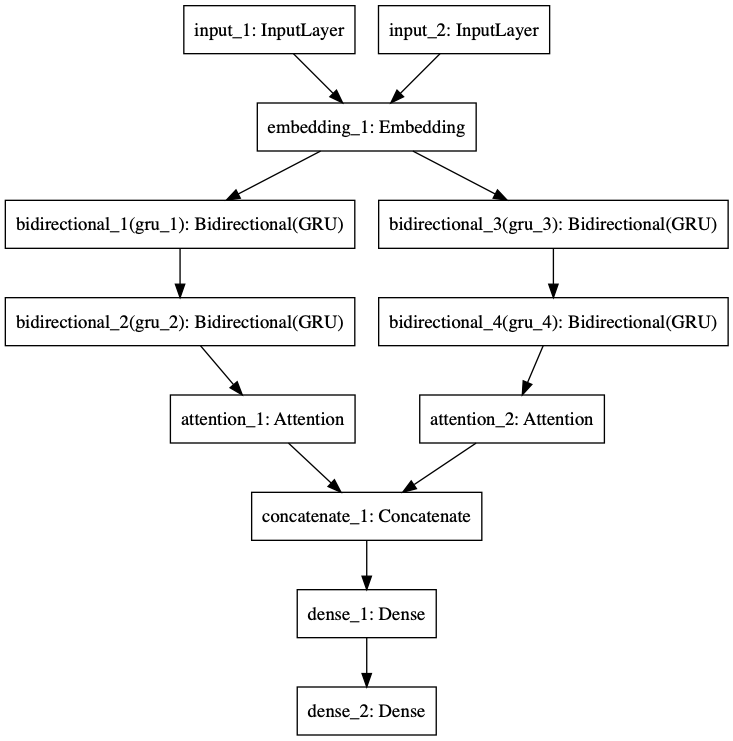 input_1: InputLayer
input_2: InputLayer
embedding_1: Embedding
bidirectional_1(gru_1): Bidirectional(GRU)
bidirectional_3(gru_3): Bidirectional(GRU)
bidirectional_2(gru_2): Bidirectional(GRU)
bidirectional_4(gru_4): Bidirectional(GRU)
attention_1: Attention
attention_2: Attention
concatenate_1: Concatenate
dense_1: Dense
dense_2: Dense